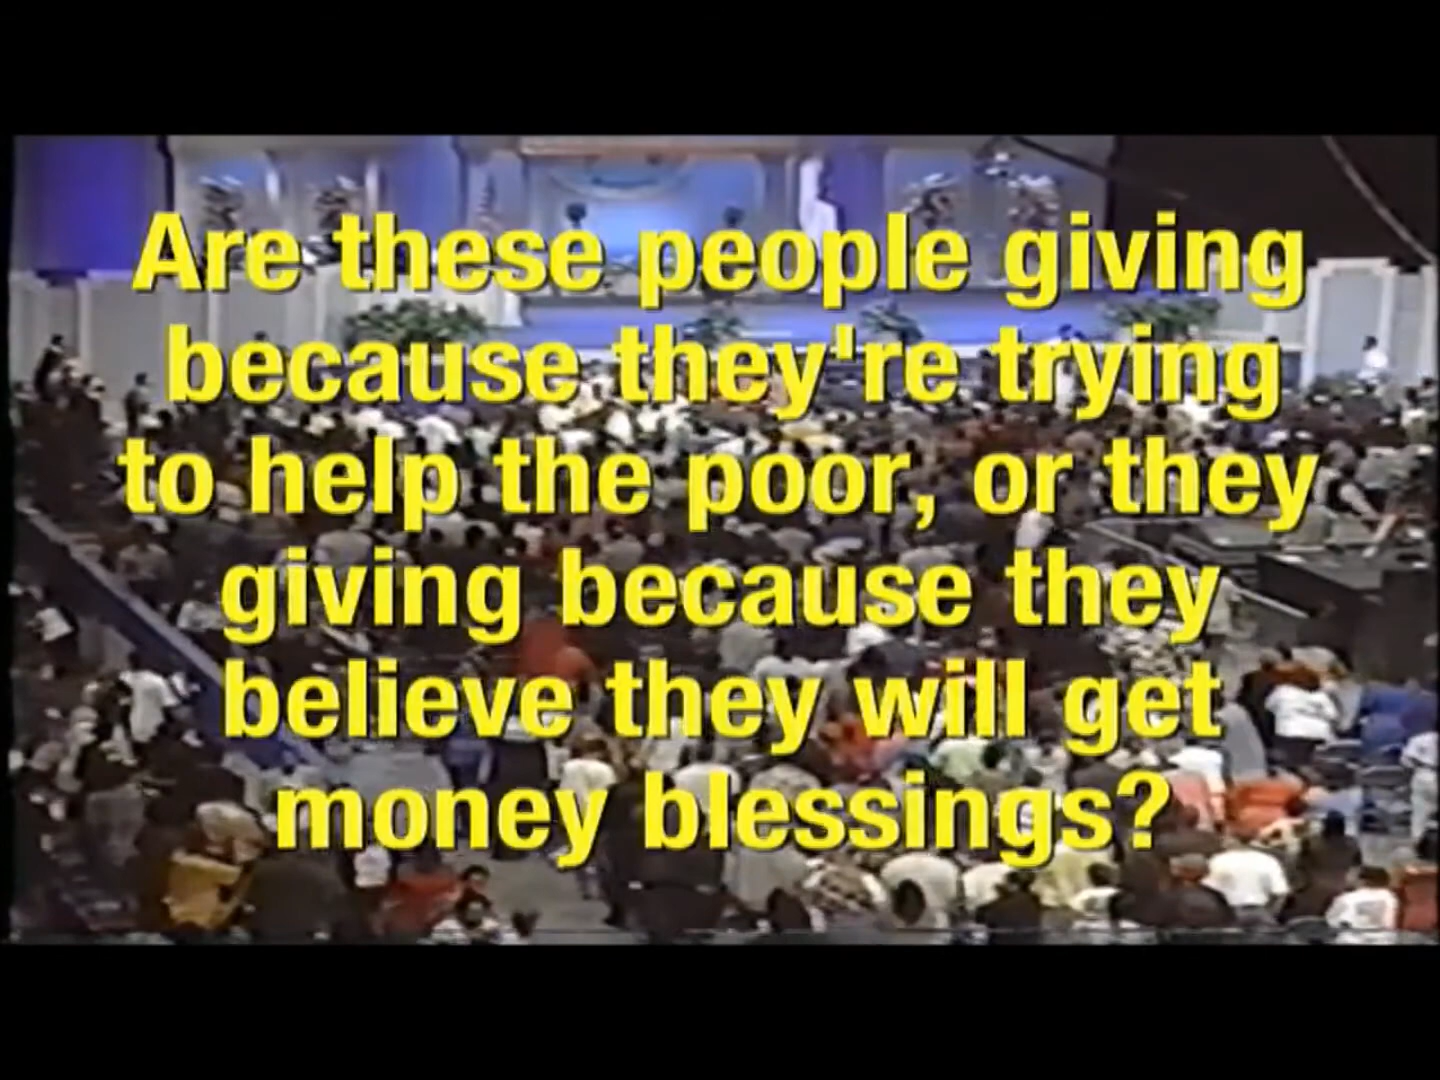 Are these people giving
because they're trying
to help the poor, or they
giving because they
believe they will get
money blessings?